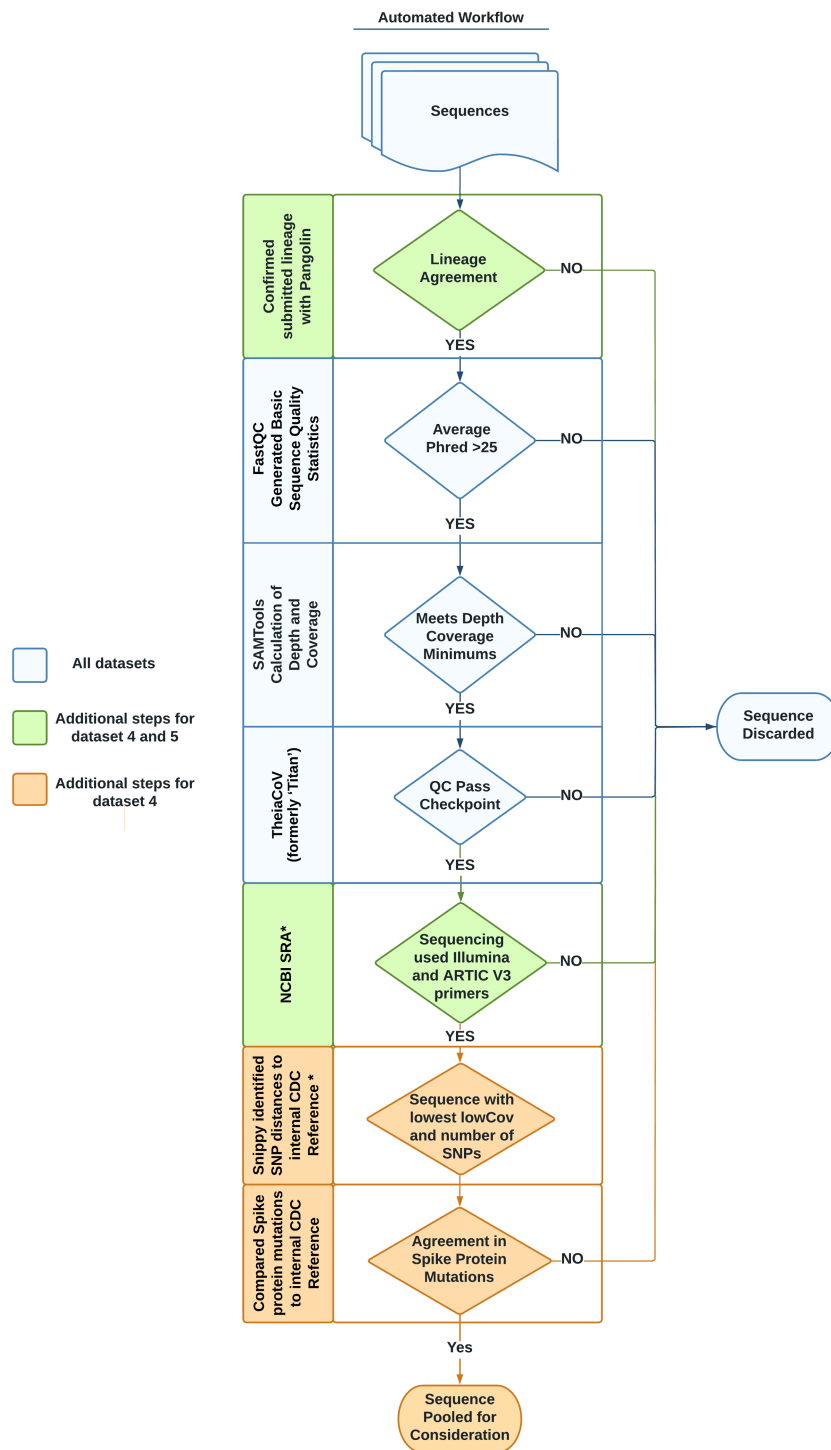 Automated Workflow
Sequences
Confirmed
submitted lineage
with Pangolin
Lineage
Agreement
NO
YES
FastQC
Generated Basic
Sequence Quality
Statistics
Average
Phred >25
NO
YES
SAMTools
Calculation of
Depth and
Coverage
Meets Depth
Coverage
Minimums
NO
YES
All datasets
Additional steps for
dataset 4 and 5
Additional steps for
dataset 4
Sequence
Discarded
TheiaCoV
(formerly ‘Titan’)
QC Pass
Checkpoint
NO
YES
NCBI SRA*
Sequencing
used Illumina
and ARTIC V3
primers
NO
YES
Snippy identified
SNP distances to
internal CDC
Reference *
Sequence with
lowest lowCov
and number of
SNPs
Compared Spike
protein mutations
to internal CDC
Reference
Agreement in
Spike Protein
Mutations
NO
Yes
Sequence
Pooled for
Consideration